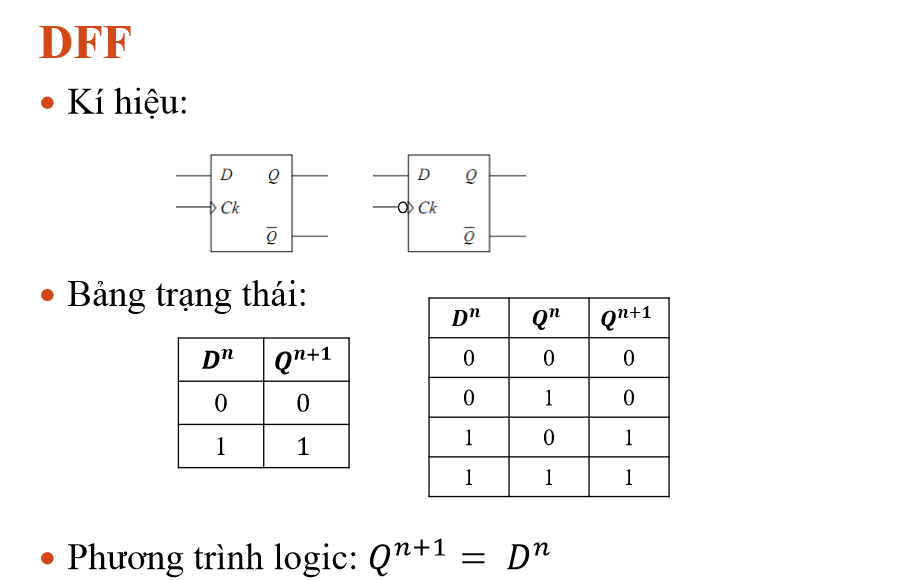 DFF
• Kí hiệu:
D Q D Q
Ck Ck
Q̅ Q̅
• Bảng trạng thái:
Dⁿ Qⁿ⁺¹
0 0
1 1
Dⁿ Qⁿ Qⁿ⁺¹
0 0 0
0 1 0
1 0 1
1 1 1
• Phương trình logic: Qⁿ⁺¹ = Dⁿ